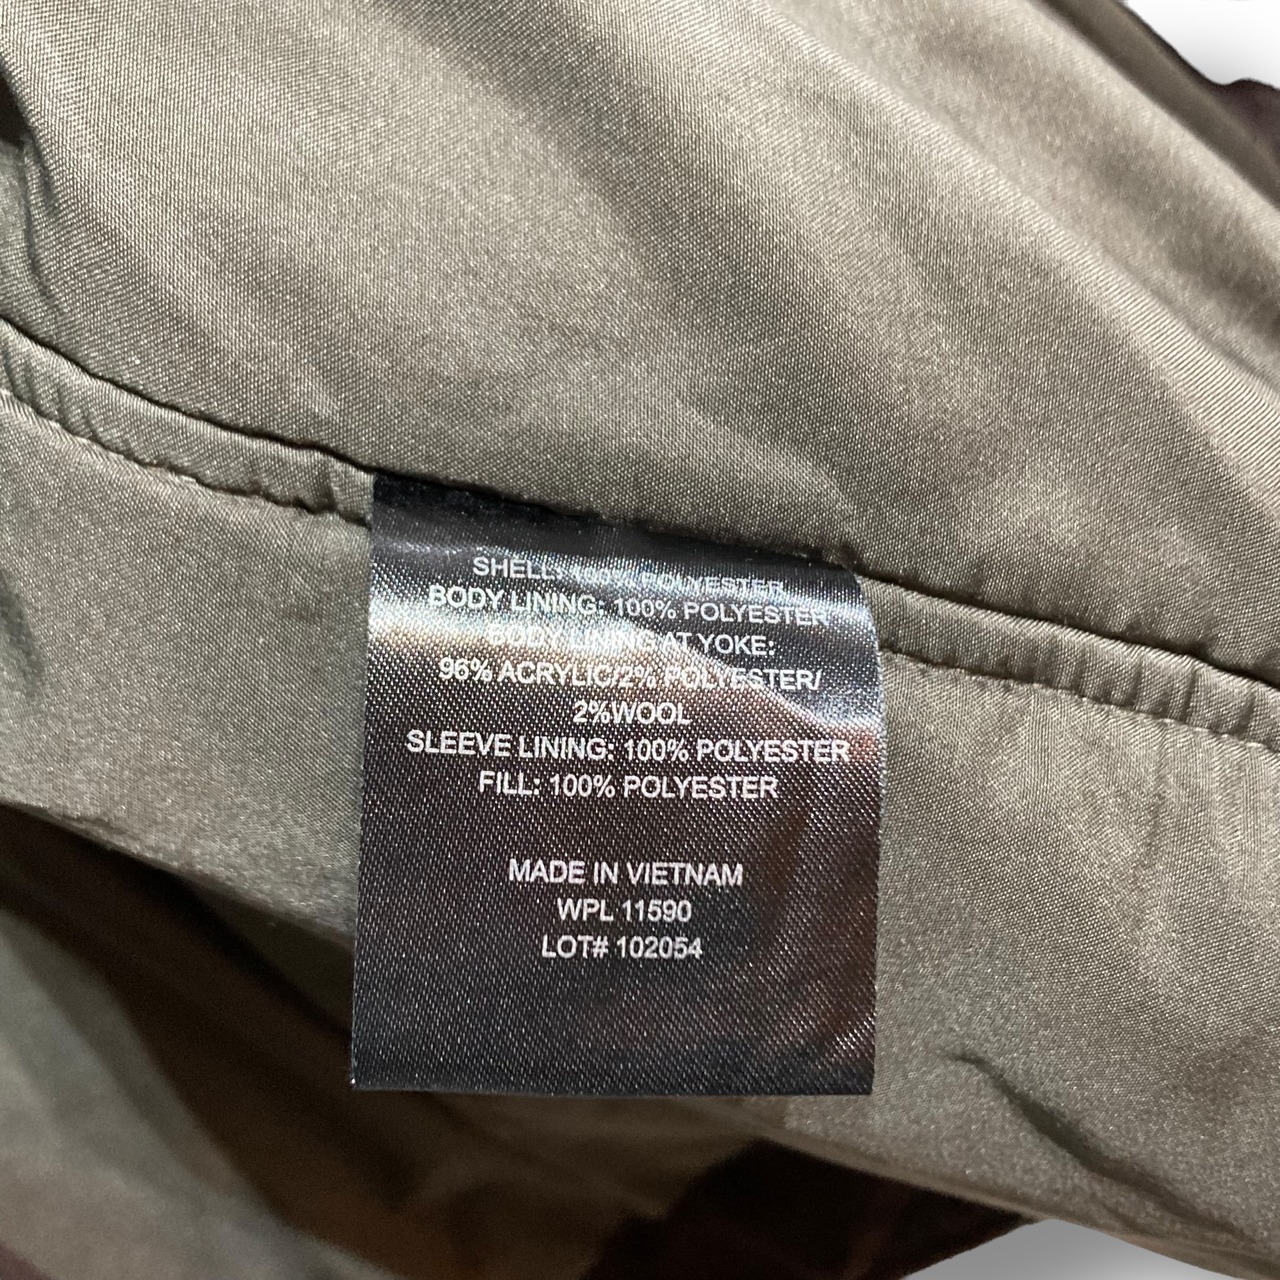 SHELL: 100% POLYESTER
BODY LINING: 100% POLYESTER
BODY LINING AT YOKE:
96% ACRYLIC/2% POLYESTER/
2%WOOL
SLEEVE LINING: 100% POLYESTER
FILL: 100% POLYESTER
MADE IN VIETNAM
WPL 11590
LOT# 102054